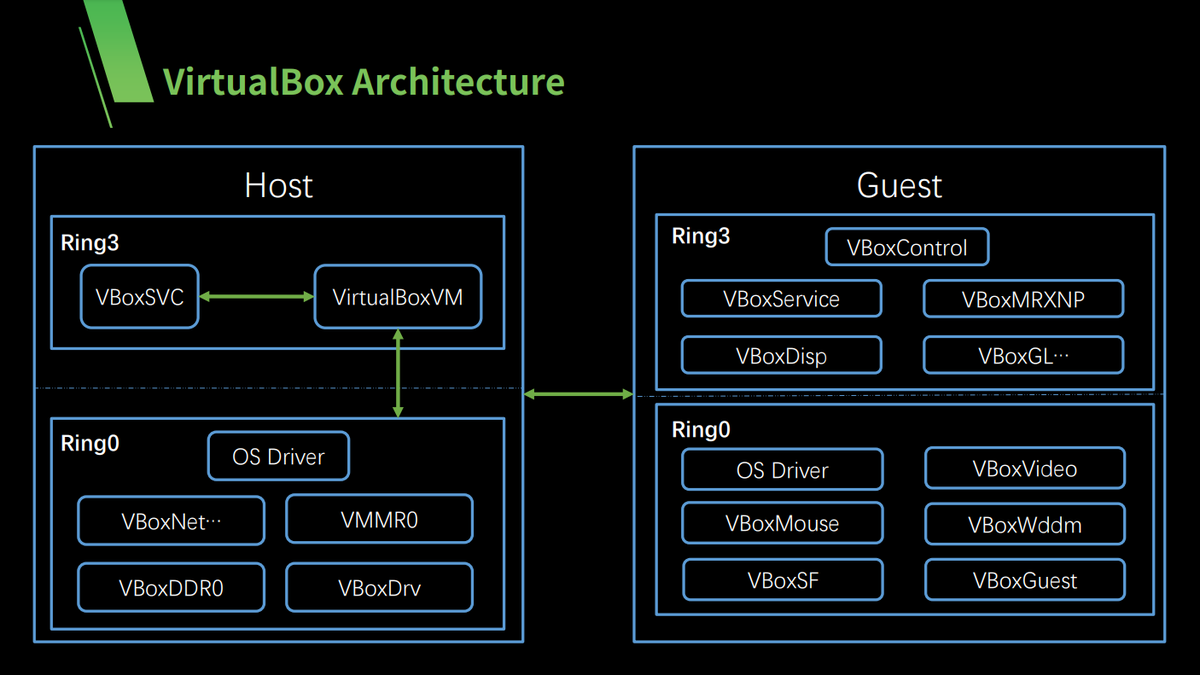 VirtualBox Architecture
Host
Ring3
VBoxSVC
VirtualBoxVM
Ring0
OS Driver
VBoxNet…
VMMR0
VBoxDDR0
VBoxDrv
Guest
Ring3
VBoxControl
VBoxService
VBoxMRXNP
VBoxDisp
VBoxGL…
Ring0
OS Driver
VBoxVideo
VBoxMouse
VBoxWddm
VBoxSF
VBoxGuest